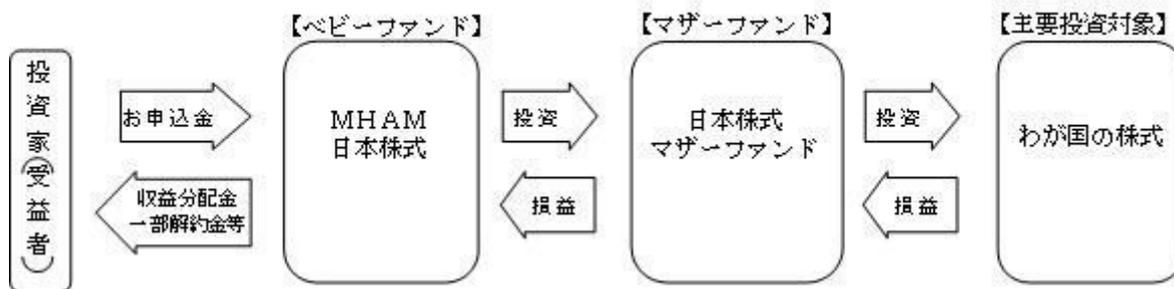 【ベビーファンド】
【マザーファンド】
【主要投資対象】
投資家(受益者)
お申込金
収益分配金
一部解約金等
MHAM
日本株式
投資
損益
日本株式
マザーファンド
投資
損益
わが国の株式